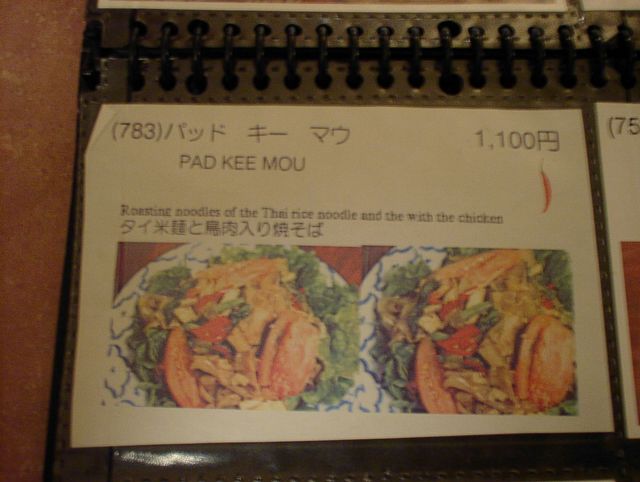 (783)パッド　キー　マウ　1,100円
PAD KEE MOU
Roasting noodles of the Thai rice noodle and the with the chicken
タイ米麺と鳥肉入り焼そば
(75